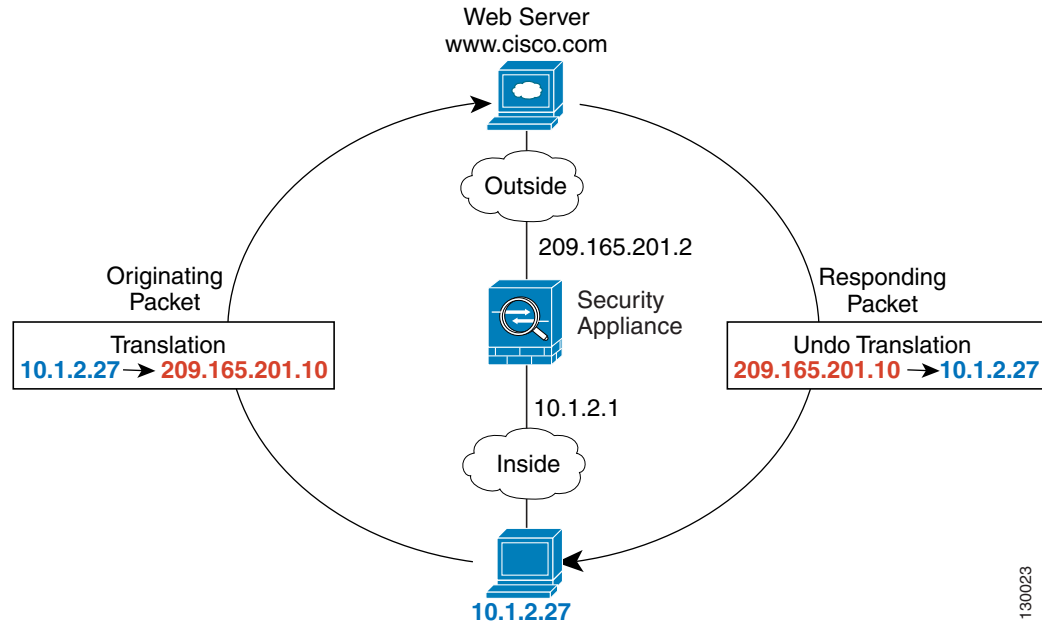 Web Server
www.cisco.com
Outside
209.165.201.2
Originating
Packet
Translation
10.1.2.27 → 209.165.201.10
Security
Appliance
Responding
Packet
Undo Translation
209.165.201.10 → 10.1.2.27
10.1.2.1
Inside
10.1.2.27
130023